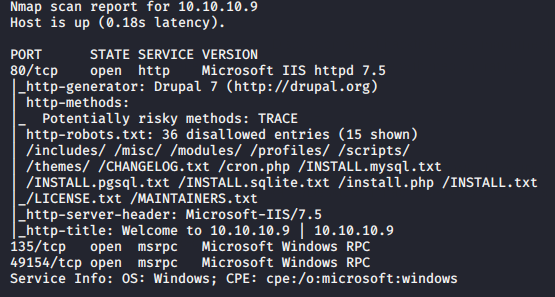 Nmap scan report for 10.10.10.9
Host is up (0.18s latency).

PORT      STATE SERVICE VERSION
80/tcp    open  http    Microsoft IIS httpd 7.5
|_http-generator: Drupal 7 (http://drupal.org)
| http-methods:
|_  Potentially risky methods: TRACE
| http-robots.txt: 36 disallowed entries (15 shown)
| /includes/ /misc/ /modules/ /profiles/ /scripts/
| /themes/ /CHANGELOG.txt /cron.php /INSTALL.mysql.txt
| /INSTALL.pgsql.txt /INSTALL.sqlite.txt /install.php /INSTALL.txt
|_/LICENSE.txt /MAINTAINERS.txt
|_http-server-header: Microsoft-IIS/7.5
|_http-title: Welcome to 10.10.10.9 | 10.10.10.9
135/tcp   open  msrpc   Microsoft Windows RPC
49154/tcp open  msrpc   Microsoft Windows RPC
Service Info: OS: Windows; CPE: cpe:/o:microsoft:windows